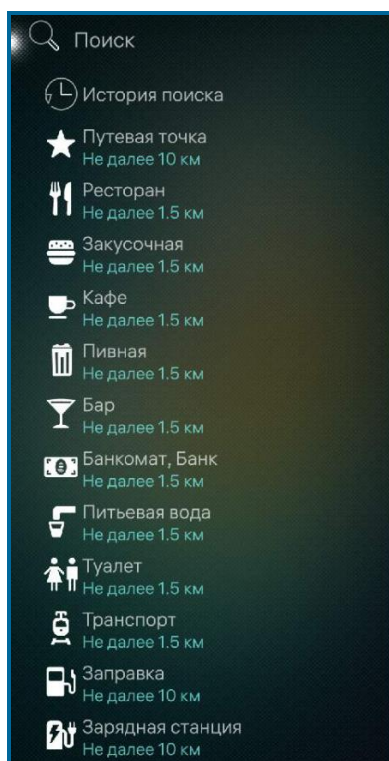 Поиск
История поиска
Путевая точка
Не далее 10 км
Ресторан
Не далее 1.5 км
Закусочная
Не далее 1.5 км
Кафе
Не далее 1.5 км
Пивная
Не далее 1.5 км
Бар
Не далее 1.5 км
Банкомат, Банк
Не далее 1.5 км
Питьевая вода
Не далее 1.5 км
Туалет
Не далее 1.5 км
Транспорт
Не далее 1.5 км
Заправка
Не далее 10 км
Зарядная станция
Не далее 10 км